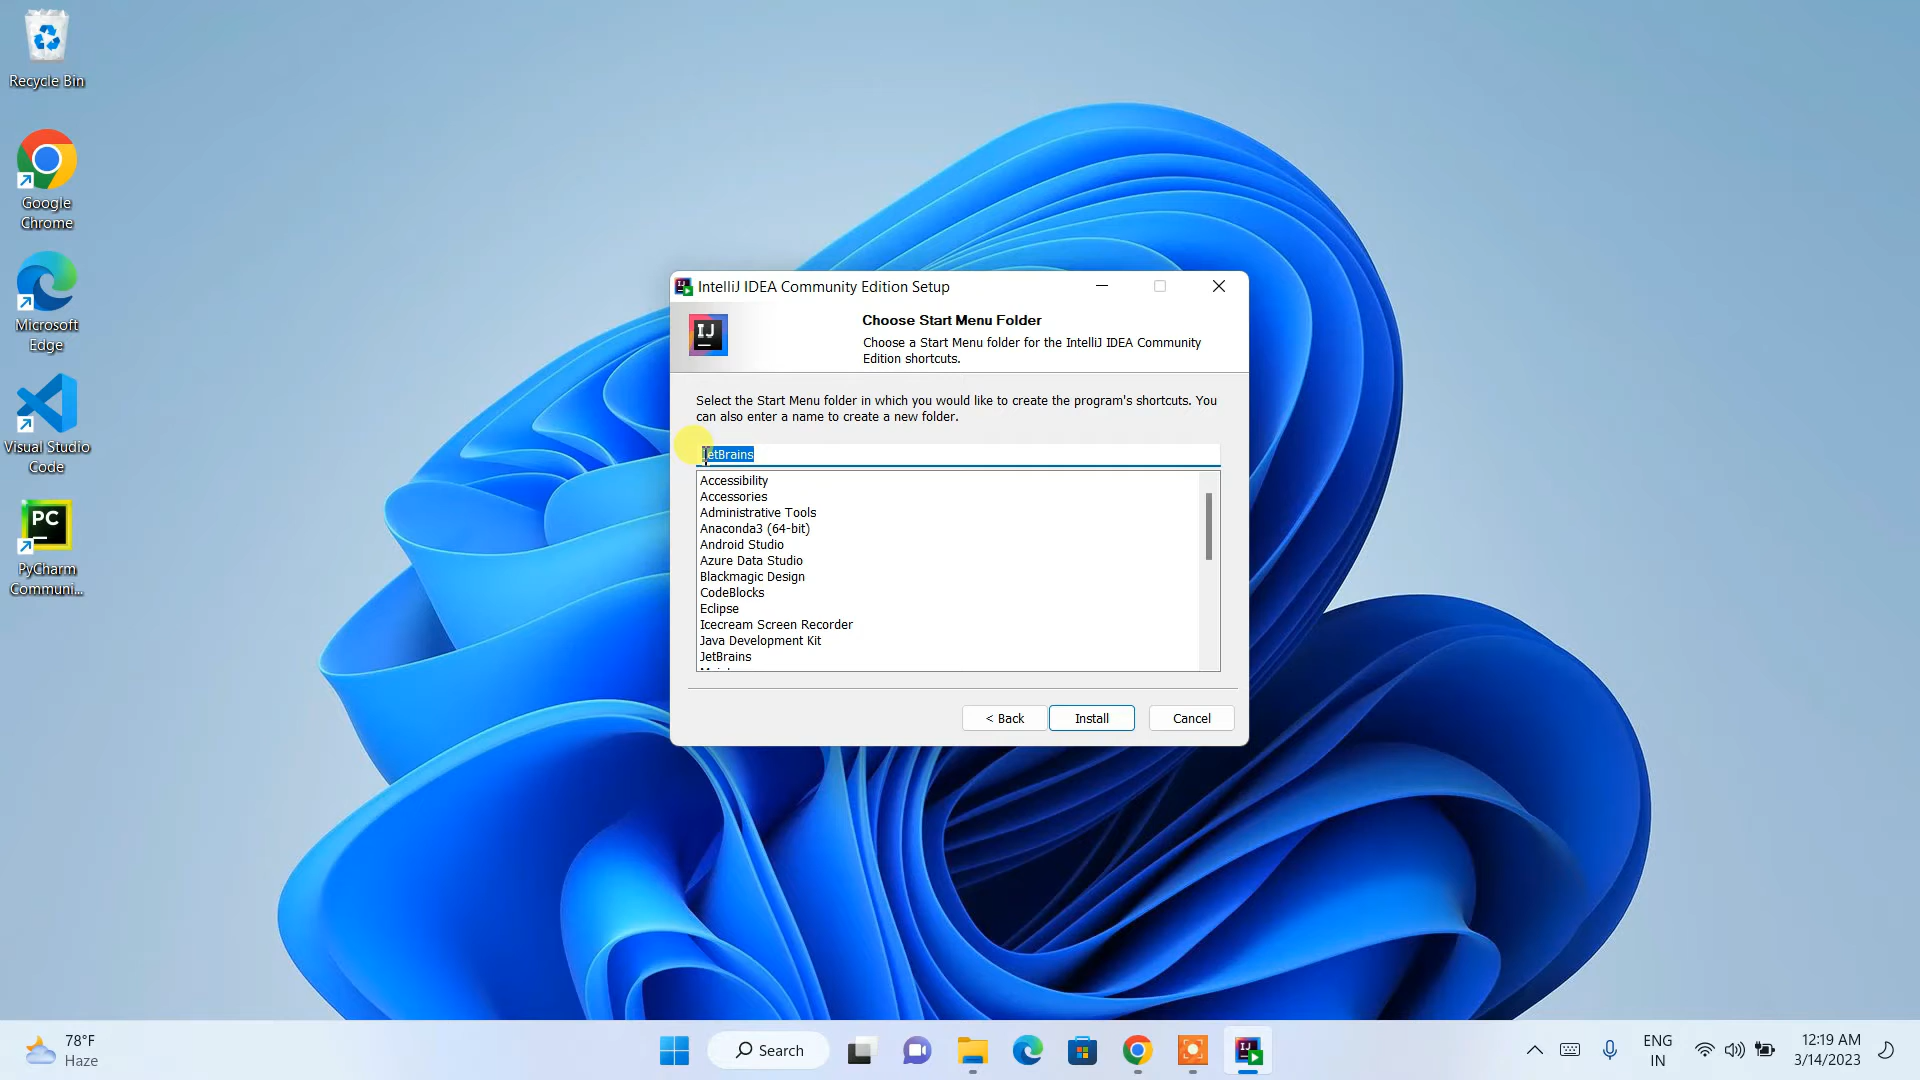 Recycle Bin
Google
Chrome
Microsoft
Edge
Visual Studio
Code
PC
PyCharm
Communi...
IntelliJ IDEA Community Edition Setup
IJ
Choose Start Menu Folder
Choose a Start Menu folder for the IntelliJ IDEA Community
Edition shortcuts.
Select the Start Menu folder in which you would like to create the program's shortcuts. You
can also enter a name to create a new folder.
JetBrains
Accessibility
Accessories
Administrative Tools
Anaconda3 (64-bit)
Android Studio
Azure Data Studio
Blackmagic Design
CodeBlocks
Eclipse
Icecream Screen Recorder
Java Development Kit
JetBrains
< Back
Install
Cancel
78°F
Haze
Search
IJ
ENG
IN
12:19 AM
3/14/2023